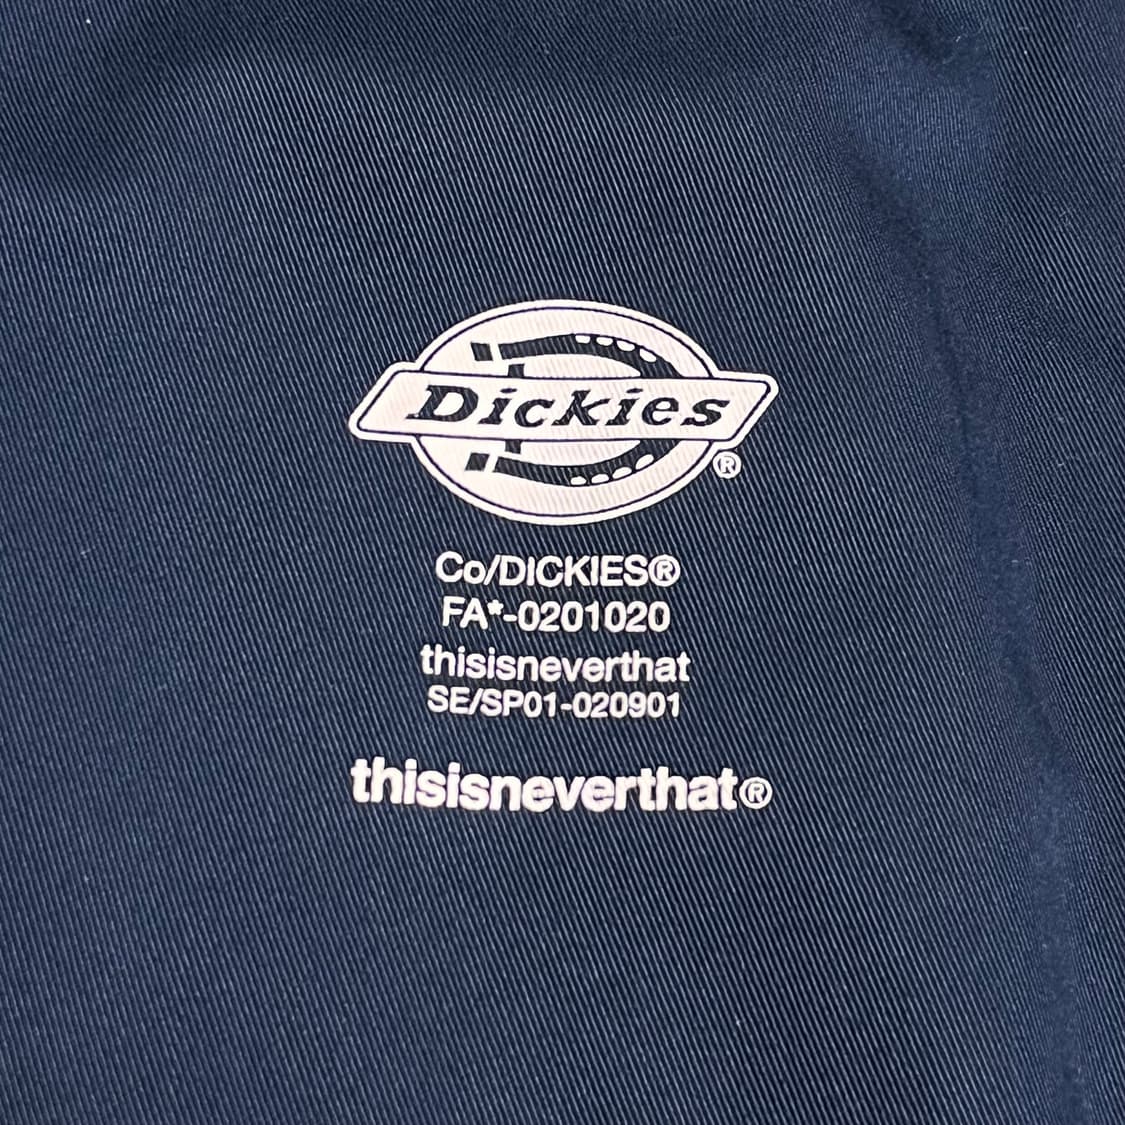 Dickies®
Co/DICKIES®
FA*-0201020
thisisneverthat
SE/SP01-020901
thisisneverthat®